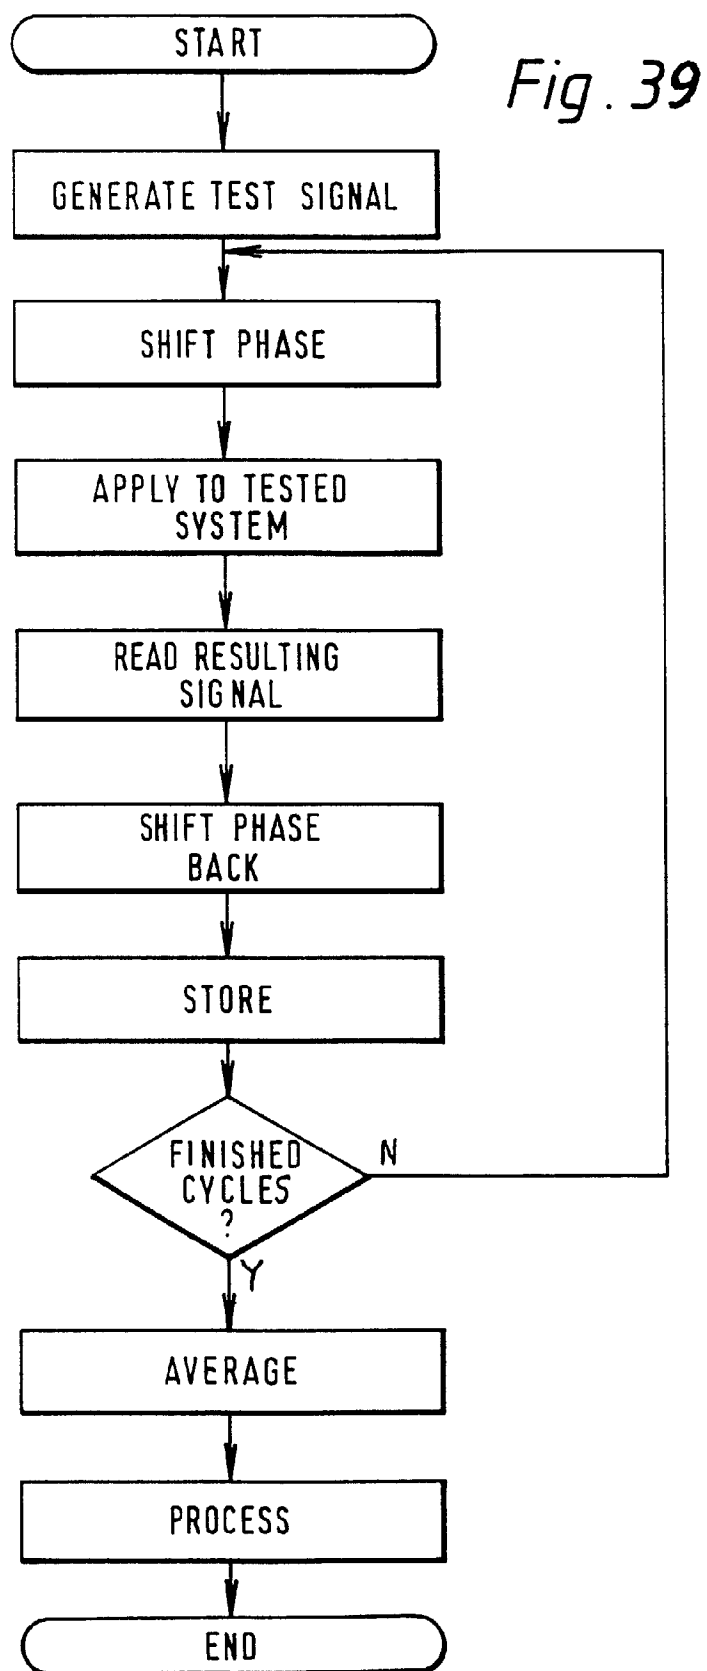 START
Fig. 39
GENERATE TEST SIGNAL
SHIFT PHASE
APPLY TO TESTED
SYSTEM
READ RESULTING
SIGNAL
SHIFT PHASE
BACK
STORE
FINISHED
CYCLES
?
N
Y
AVERAGE
PROCESS
END